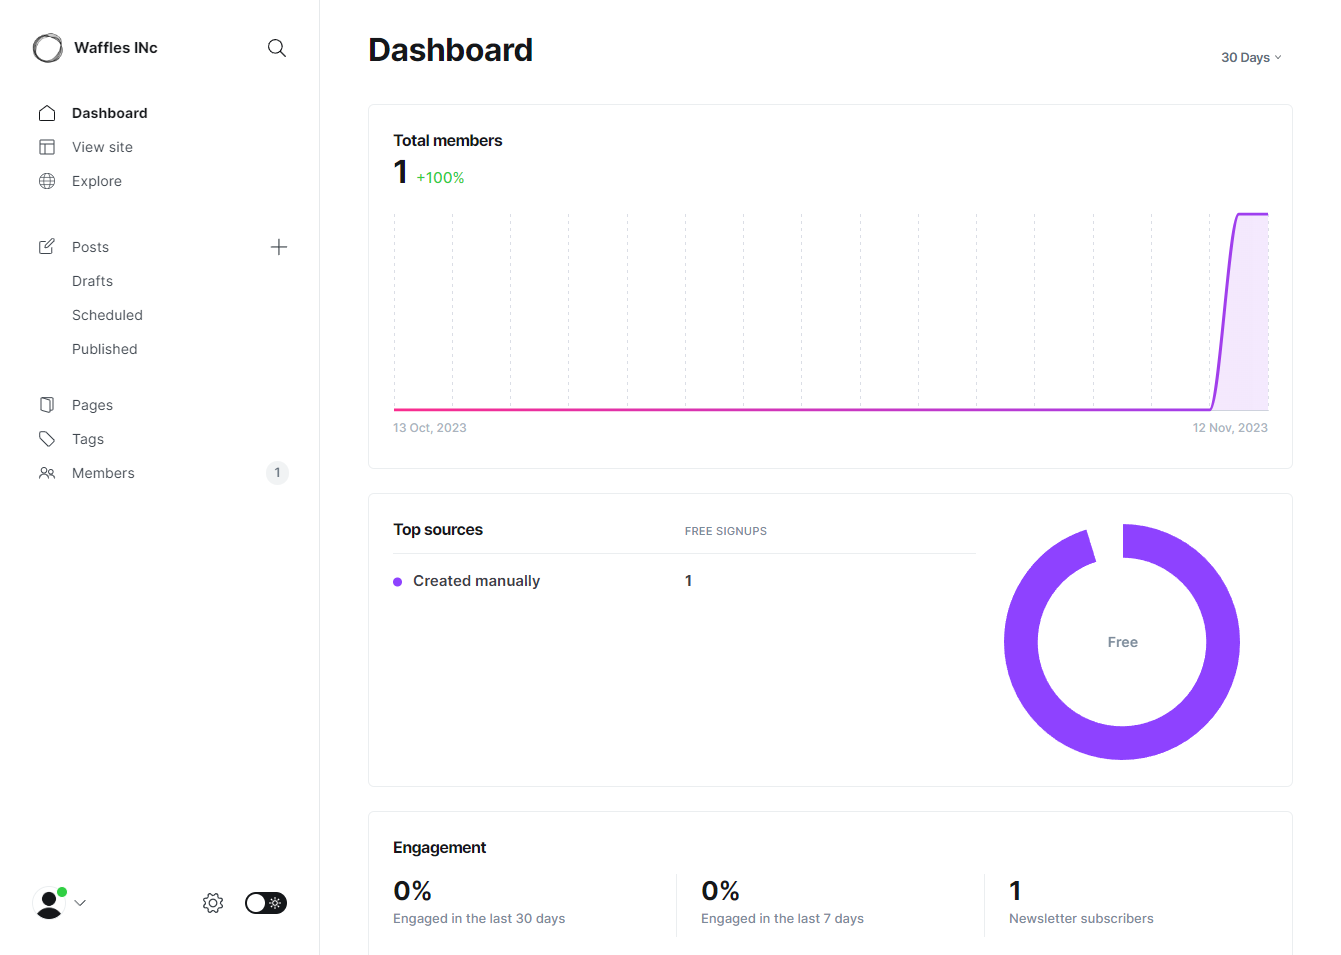 Waffles INc
Dashboard
View site
Explore
Posts
Drafts
Scheduled
Published
Pages
Tags
Members 1
Dashboard
30 Days
Total members
1 +100%
13 Oct, 2023 12 Nov, 2023
Top sources FREE SIGNUPS
Created manually 1
Free
Engagement
0% 0% 1
Engaged in the last 30 days Engaged in the last 7 days Newsletter subscribers